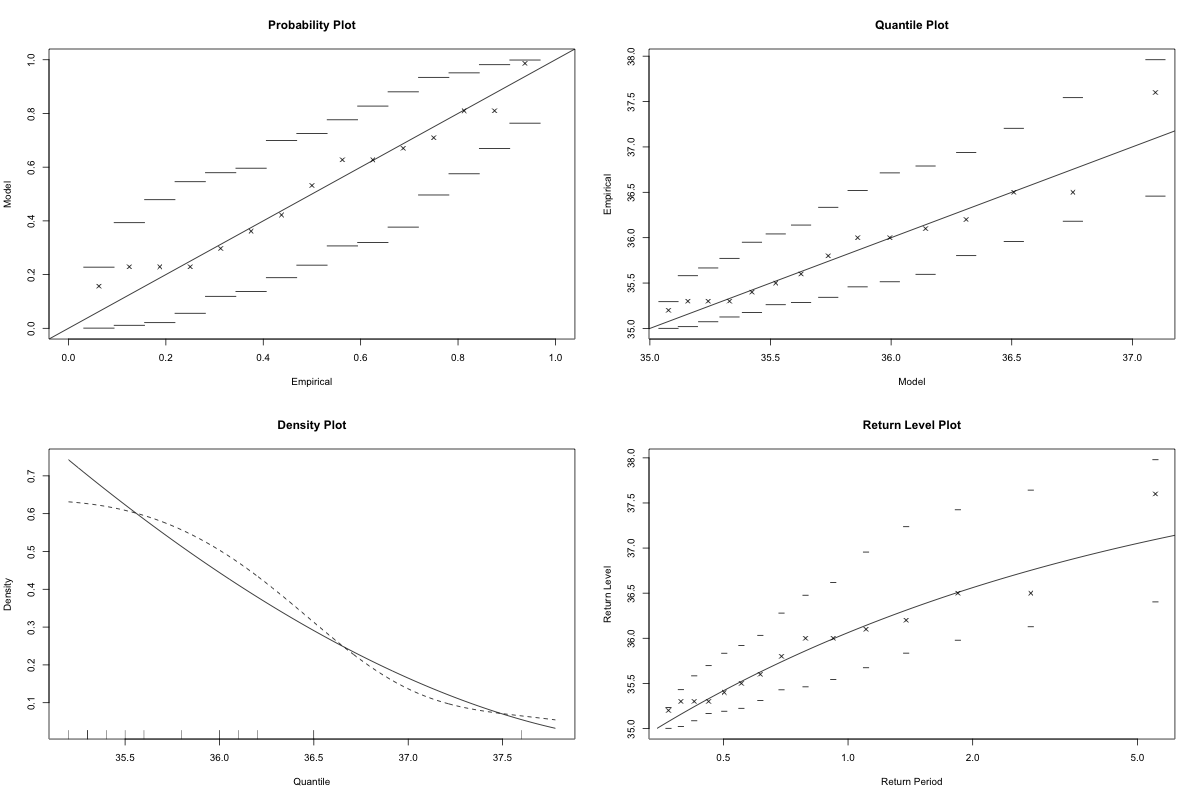 Probability Plot
Model
1.0
0.8
0.6
0.4
0.2
0.0
0.0 0.2 0.4 0.6 0.8 1.0
Empirical
Quantile Plot
Empirical
38.0
37.5
37.0
36.5
36.0
35.5
35.0
35.0 35.5 36.0 36.5 37.0
Model
Density Plot
Density
0.7
0.6
0.5
0.4
0.3
0.2
0.1
35.5 36.0 36.5 37.0 37.5
Quantile
Return Level Plot
Return Level
38.0
37.5
37.0
36.5
36.0
35.5
35.0
0.5 1.0 2.0 5.0
Return Period